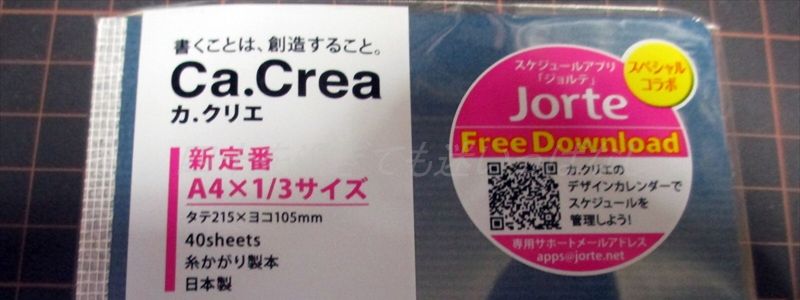 書くことは、創造すること。
Ca.Crea
カ.クリエ
新定番
A4×1/3サイズ
タテ215×ヨコ105mm
40sheets
糸かがり製本
日本製
スケジュールアプリ
「ジョルテ」
Jorte
スペシャル
コラボ
Free Download
カ.クリエの
デザインカレンダーで
スケジュールを
管理しよう!
専用サポートメールアドレス
apps@jorte.net